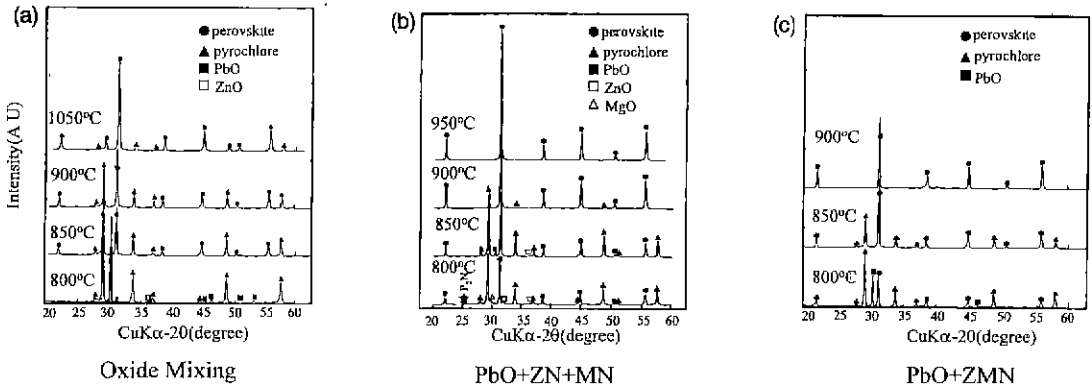 (a)
perovskite
pyrochlore
PbO
ZnO
1050°C
900°C
850°C
800°C
Intensity(A U)
20 25 30 35 40 45 50 55 60
CuKα-2θ(degree)
Oxide Mixing
(b)
perovskite
pyrochlore
PbO
ZnO
MgO
950°C
900°C
850°C
800°C
20 25 30 35 40 45 50 55 60
CuKα-2θ(degree)
PbO+ZN+MN
(c)
perovskite
pyrochlore
PbO
900°C
850°C
800°C
20 25 30 35 40 45 50 55 60
CuKα-2θ(degree)
PbO+ZMN